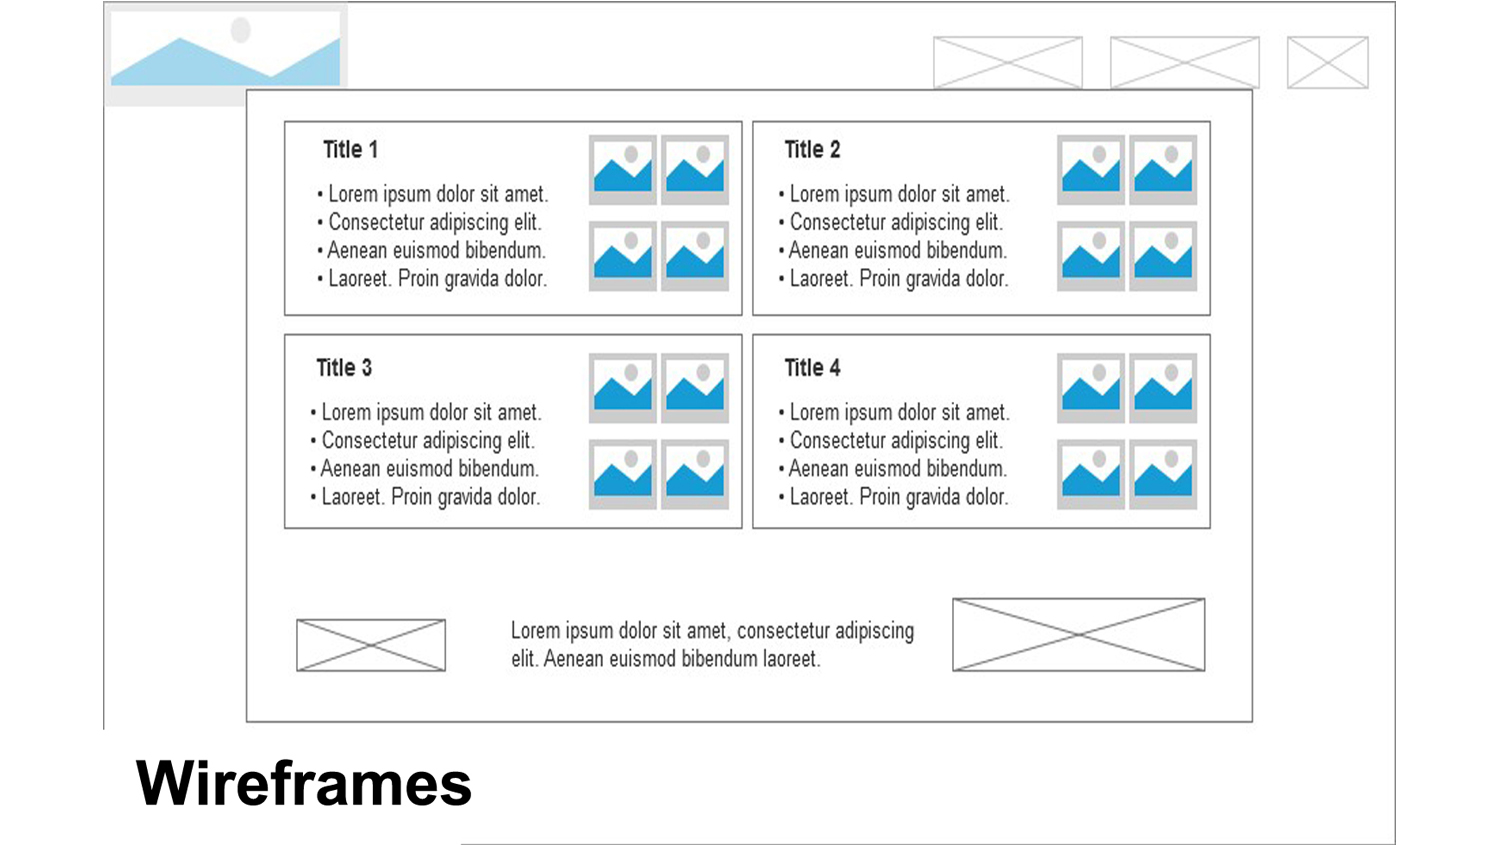 Title 1
• Lorem ipsum dolor sit amet.
• Consectetur adipiscing elit.
• Aenean euismod bibendum.
• Laoreet. Proin gravida dolor.
Title 2
• Lorem ipsum dolor sit amet.
• Consectetur adipiscing elit.
• Aenean euismod bibendum.
• Laoreet. Proin gravida dolor.
Title 3
• Lorem ipsum dolor sit amet.
• Consectetur adipiscing elit.
• Aenean euismod bibendum.
• Laoreet. Proin gravida dolor.
Title 4
• Lorem ipsum dolor sit amet.
• Consectetur adipiscing elit.
• Aenean euismod bibendum.
• Laoreet. Proin gravida dolor.
Lorem ipsum dolor sit amet, consectetur adipiscing
elit. Aenean euismod bibendum laoreet.
Wireframes